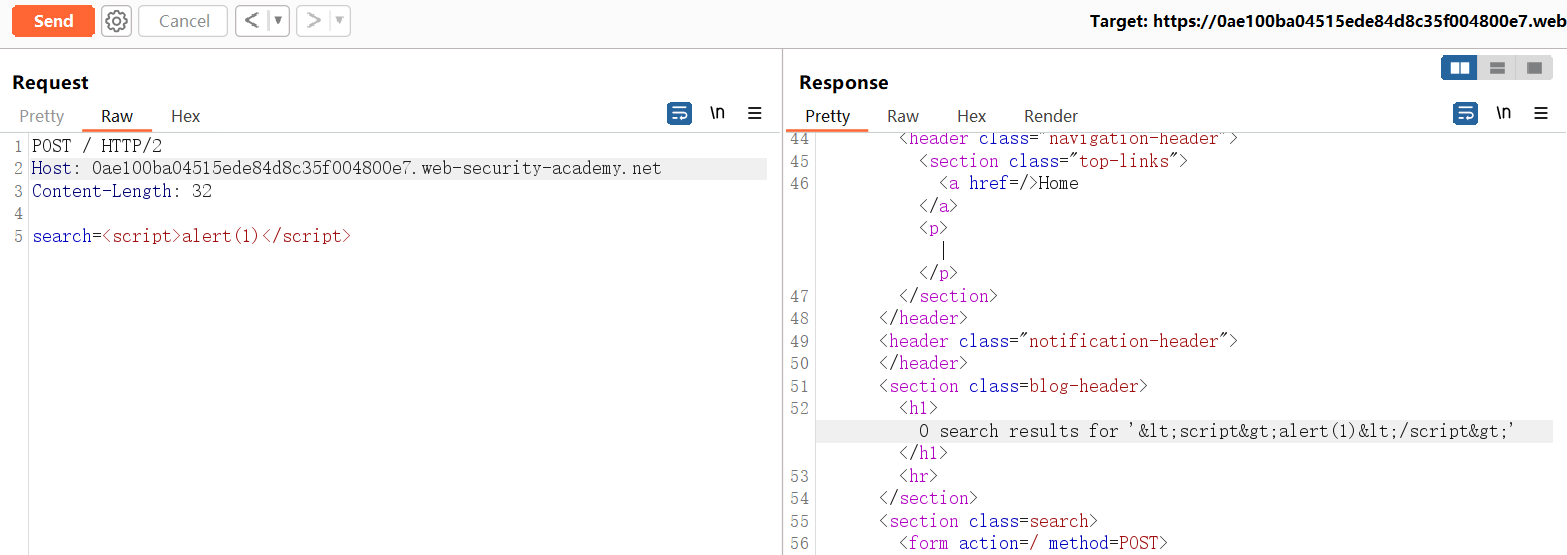 Send
Cancel
< ▼
> ▼
Target: https://0ae100ba04515ede84d8c35f004800e7.web
Request
Pretty Raw Hex
\n
1 POST / HTTP/2
2 Host: 0ae100ba04515ede84d8c35f004800e7.web-security-academy.net
3 Content-Length: 32
4
5 search=<script>alert(1)</script>
Response
Pretty Raw Hex Render
\n
44 <header class="navigation-header">
45 <section class="top-links">
46 <a href=/>Home
</a>
<p>
|
</p>
47 </section>
48 </header>
49 <header class="notification-header">
50 </header>
51 <section class=blog-header>
52 <h1>
0 search results for '&lt;script&gt;alert(1)&lt;/script&gt;'
</h1>
53 <hr>
54 </section>
55 <section class=search>
56 <form action=/ method=POST>